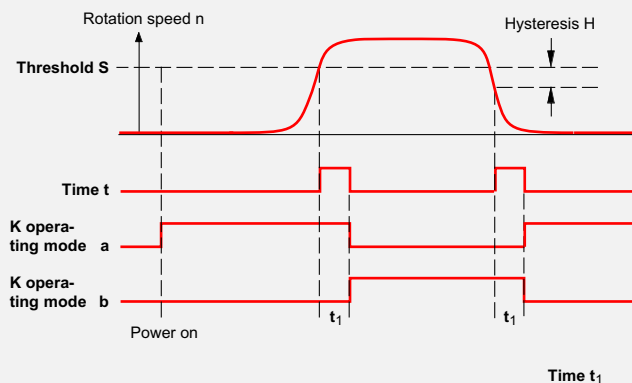 Rotation speed n
Hysteresis H
Threshold S
Time t
K opera-
ting mode a
K opera-
ting mode b
t1
t1
Power on
Time t1